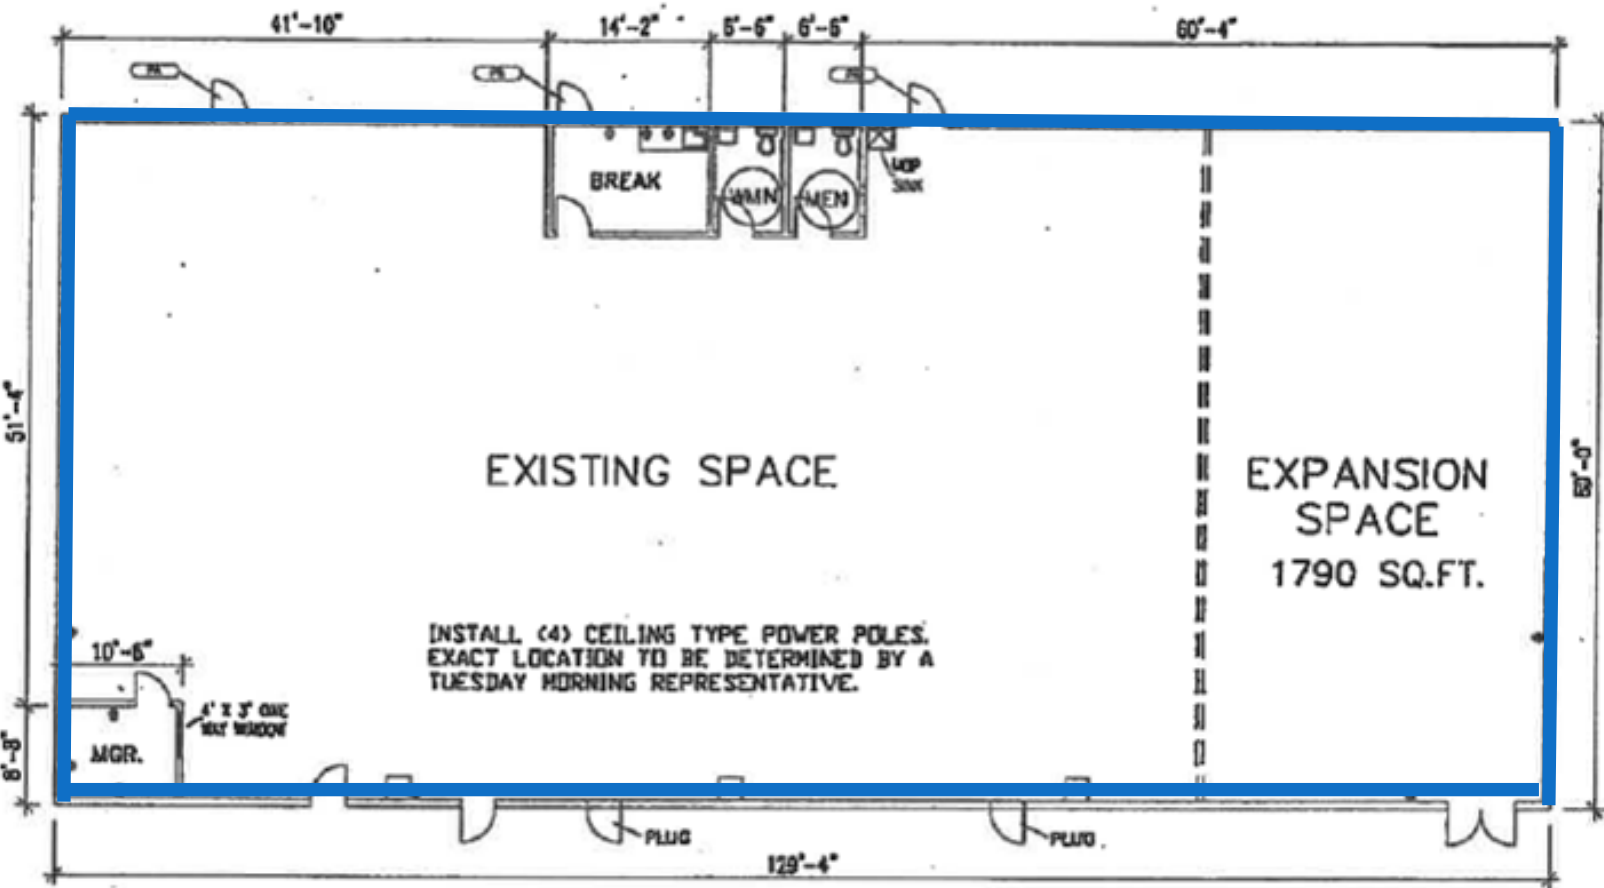 41'-10"
14'-2"
6'-6"
6'-6"
60'-4"
BREAK
WMN
MEN
MOP
SINK
51'-4"
EXISTING SPACE
EXPANSION
SPACE
1790 SQ.FT.
60'-0"
INSTALL (4) CEILING TYPE POWER POLES.
EXACT LOCATION TO BE DETERMINED BY A
TUESDAY MORNING REPRESENTATIVE.
10'-6"
4' X 3' ONE
WAY WINDOW
MGR.
8'-8"
PLUG
PLUG
129'-4"